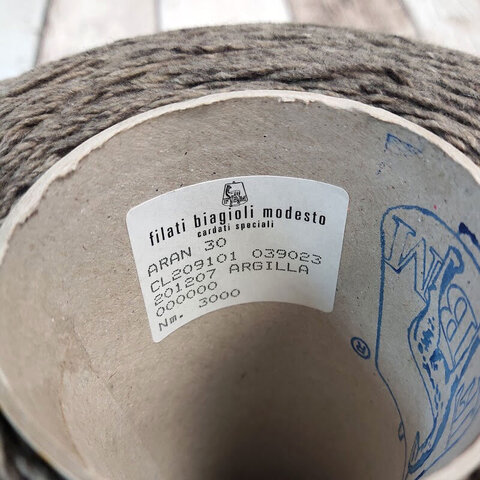 filati biagioli modesto
cardati speciali
ARAN 30
CL209101 039023
201207 ARGILLA
000000
Nm. 3000
M
B
®